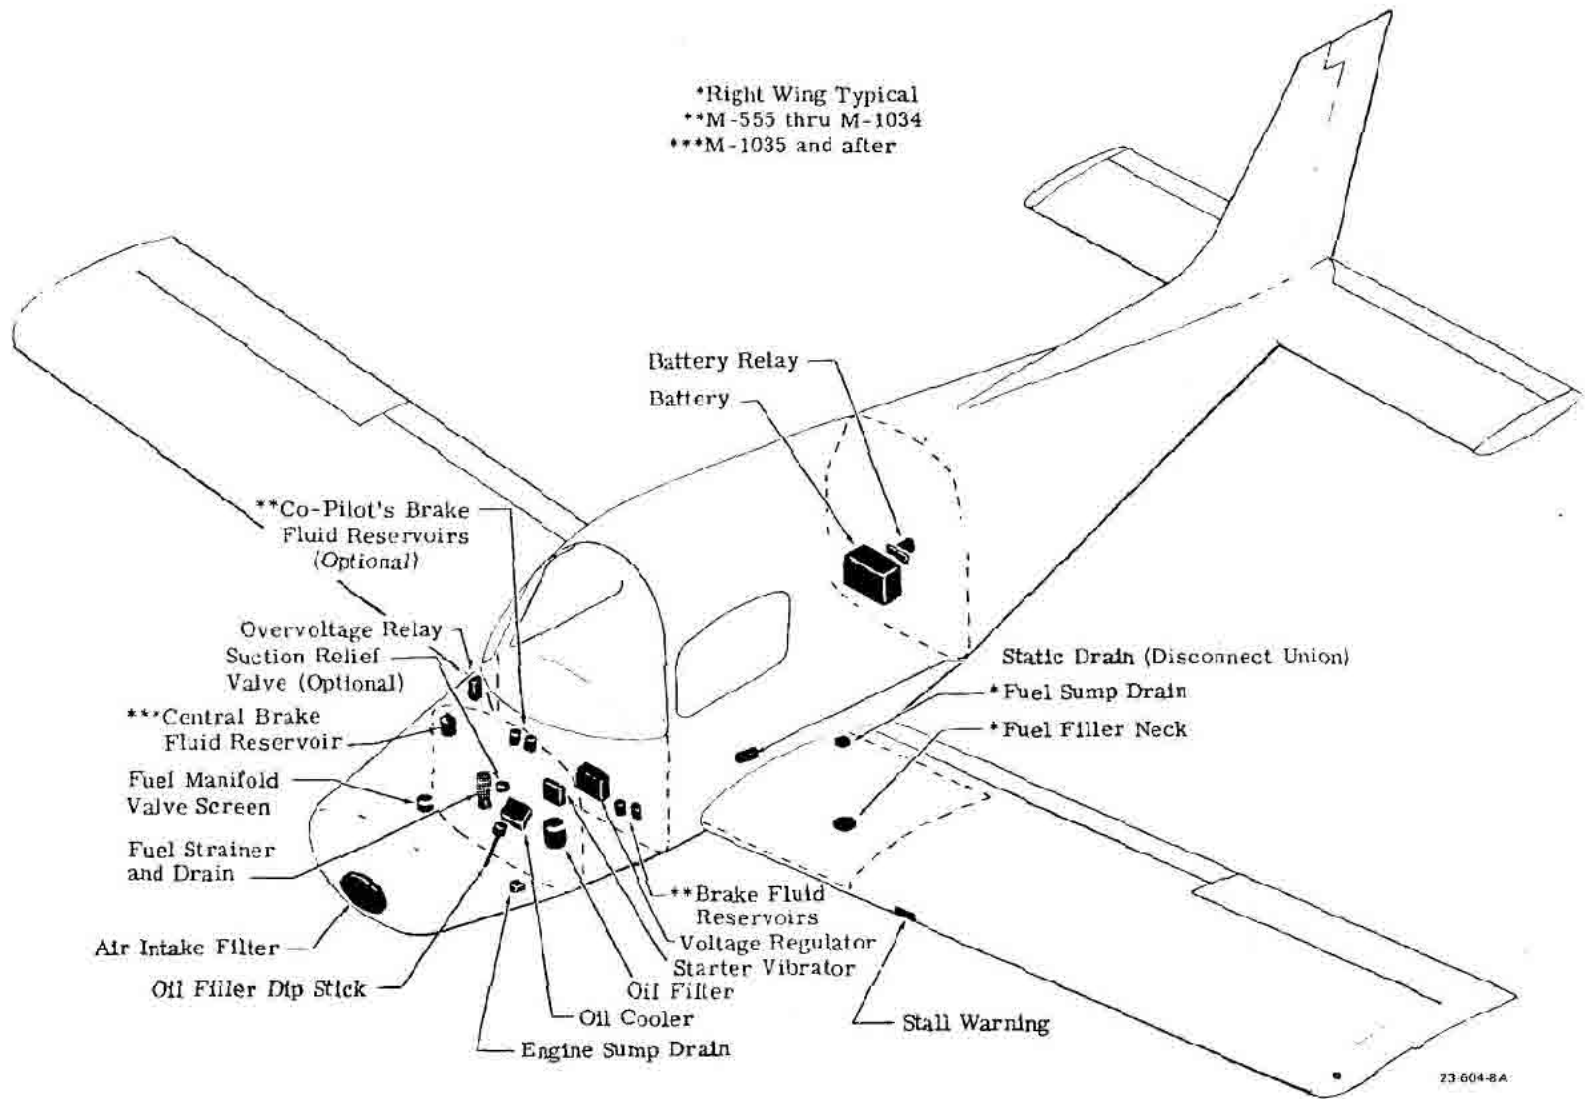 *Right Wing Typical
**M-555 thru M-1034
***M-1035 and after
Battery Relay
Battery
**Co-Pilot's Brake
Fluid Reservoirs
(Optional)
Overvoltage Relay
Suction Relief
Valve (Optional)
***Central Brake
Fluid Reservoir
Fuel Manifold
Valve Screen
Fuel Strainer
and Drain
Air Intake Filter
Oil Filler Dip Stick
Static Drain (Disconnect Union)
*Fuel Sump Drain
*Fuel Filler Neck
**Brake Fluid
Reservoirs
Voltage Regulator
Starter Vibrator
Oil Filter
Oil Cooler
Engine Sump Drain
Stall Warning
23-604-8A